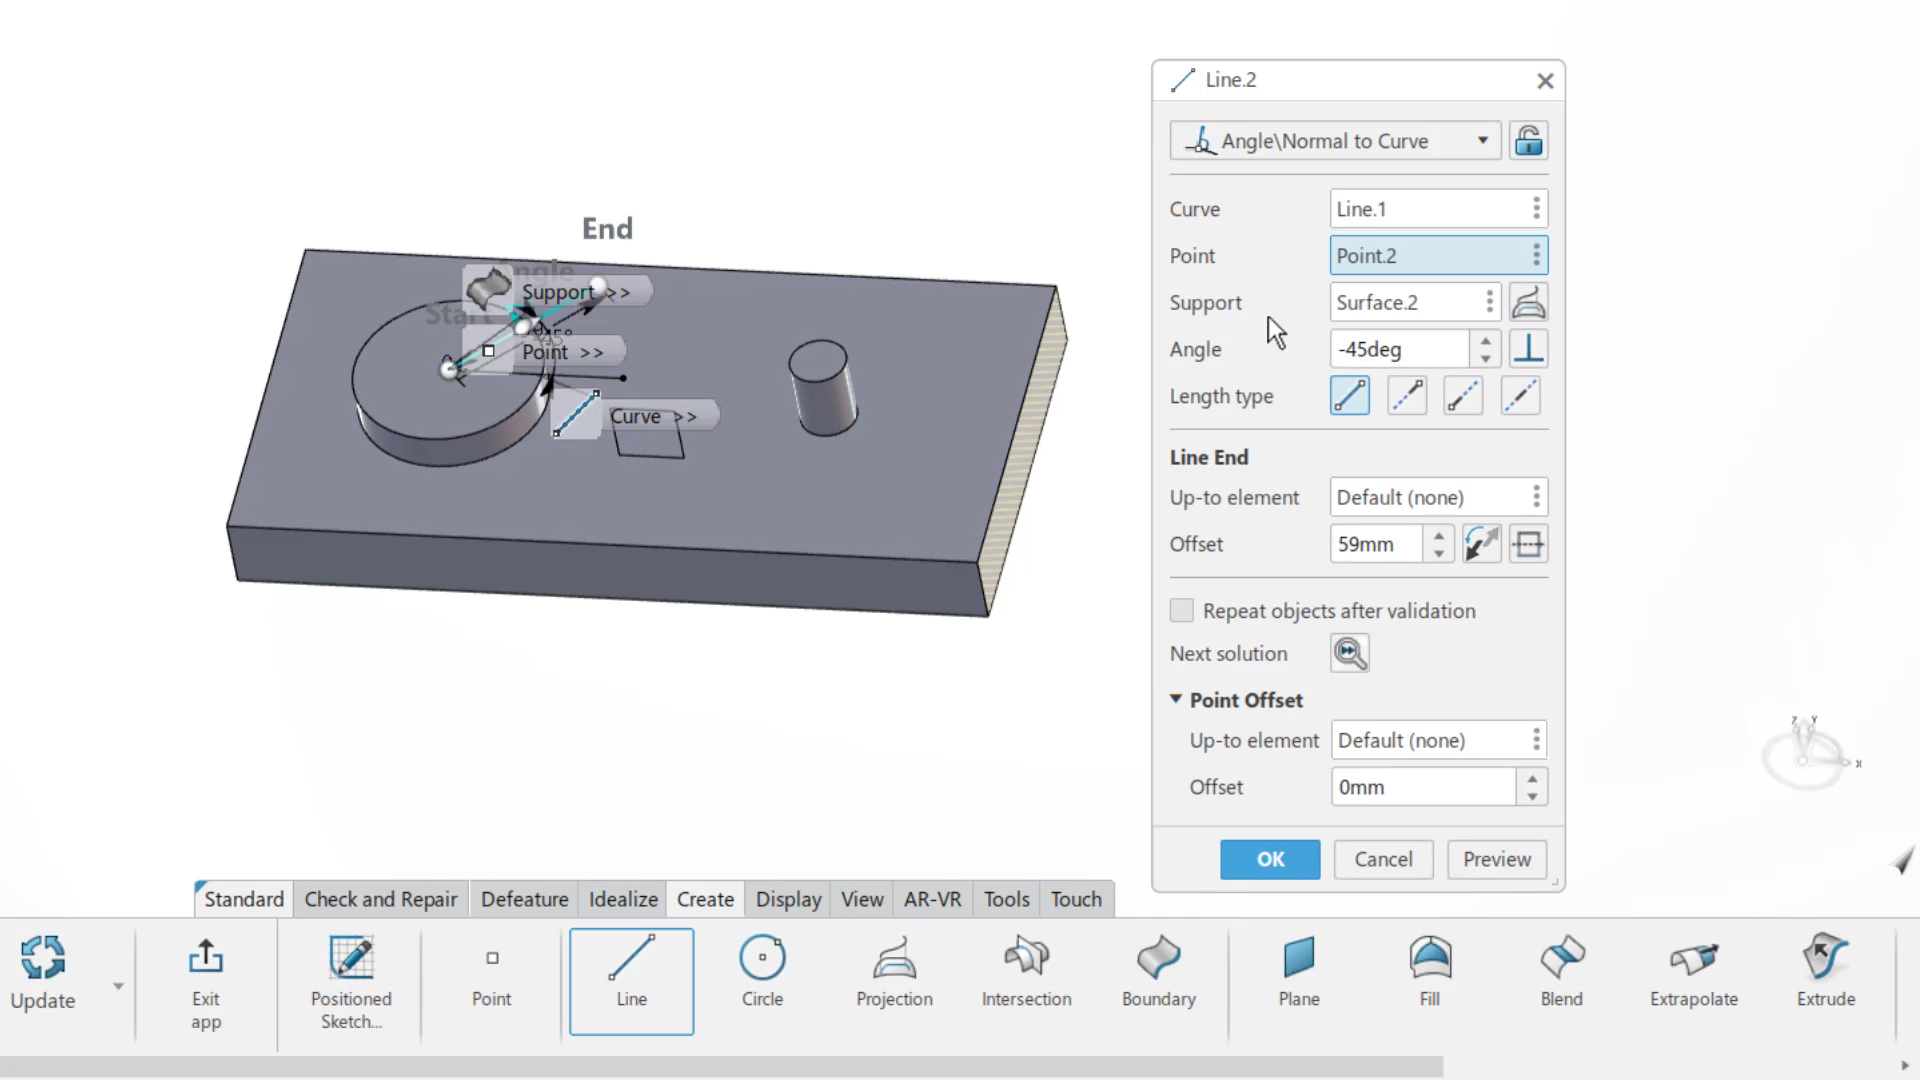 End
Angle
Support >>
Start
45°
Point >>
Curve >>
Line.2
Angle\Normal to Curve
Curve Line.1
Point Point.2
Support Surface.2
Angle -45deg
Length type
Line End
Up-to element Default (none)
Offset 59mm
Repeat objects after validation
Next solution
Point Offset
Up-to element Default (none)
Offset 0mm
OK Cancel Preview
Z Y
X
Standard Check and Repair Defeature Idealize Create Display View AR-VR Tools Touch
Update
Exit
app
Positioned
Sketch...
Point
Line
Circle
Projection
Intersection
Boundary
Plane
Fill
Blend
Extrapolate
Extrude